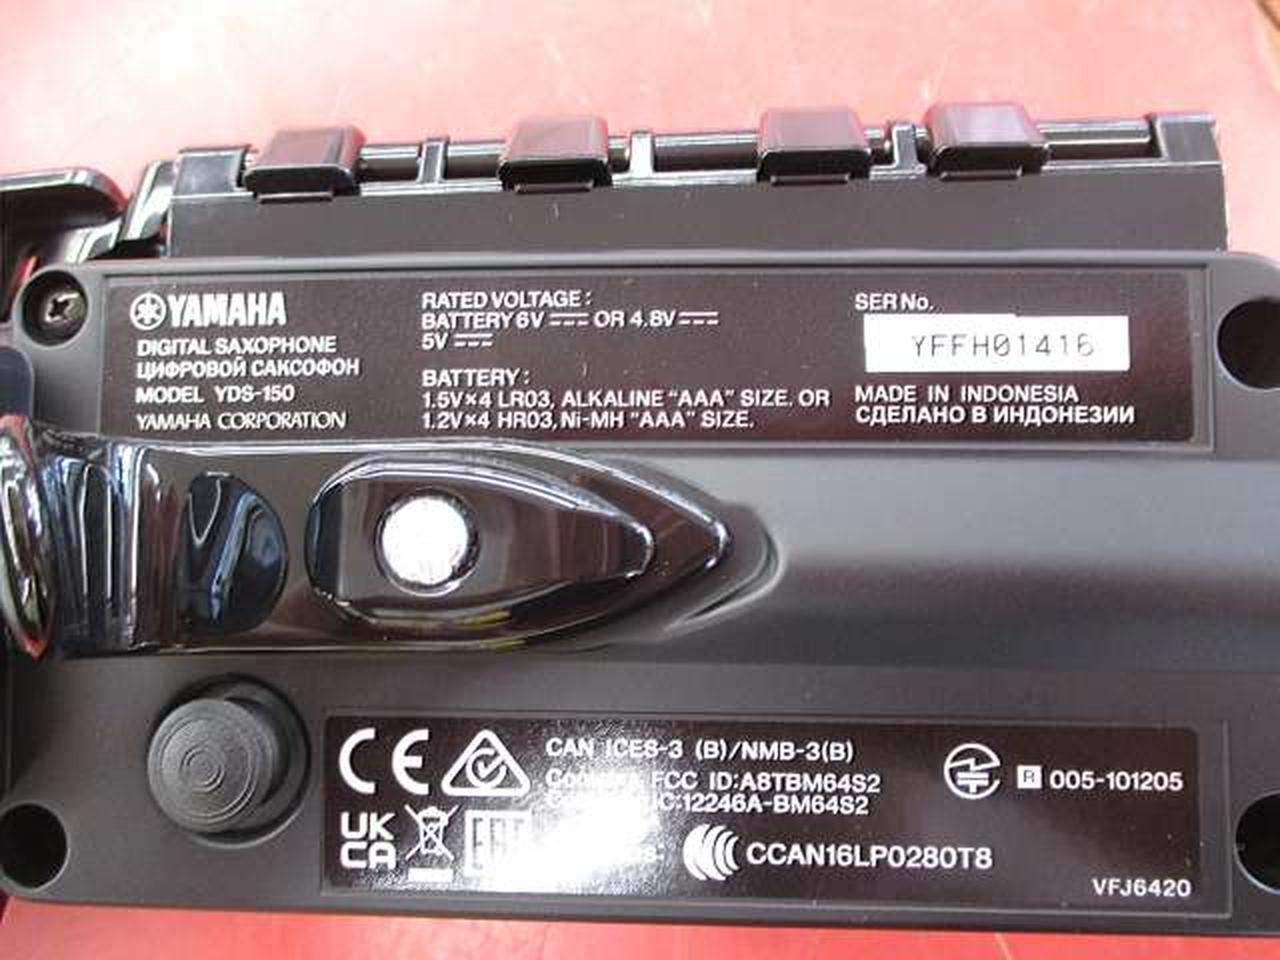 YAMAHA
DIGITAL SAXOPHONE
ЦИФРОВОЙ САКСОФОН
MODEL YDS-150
YAMAHA CORPORATION
RATED VOLTAGE:
BATTERY 6V OR 4.8V
5V
BATTERY:
1.5V×4 LR03, ALKALINE “AAA” SIZE. OR
1.2V×4 HR03, Ni-MH “AAA” SIZE.
SER No.
YFFH01416
MADE IN INDONESIA
СДЕЛАНО В ИНДОНЕЗИИ
CE
UK
CA
EAC
CAN ICES-3 (B)/NMB-3(B)
FCC ID:A8TBM64S2
IC:12246A-BM64S2
CCAN16LP0280T8
R 005-101205
VFJ6420